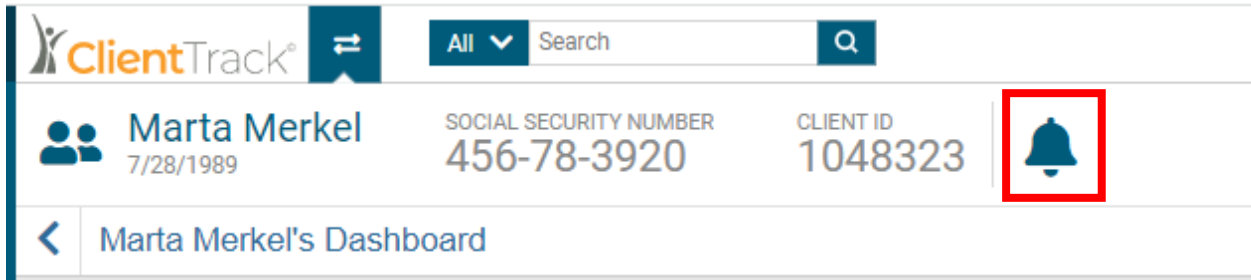 ClientTrack©
All Search
Marta Merkel
7/28/1989
SOCIAL SECURITY NUMBER
456-78-3920
CLIENT ID
1048323
Marta Merkel's Dashboard